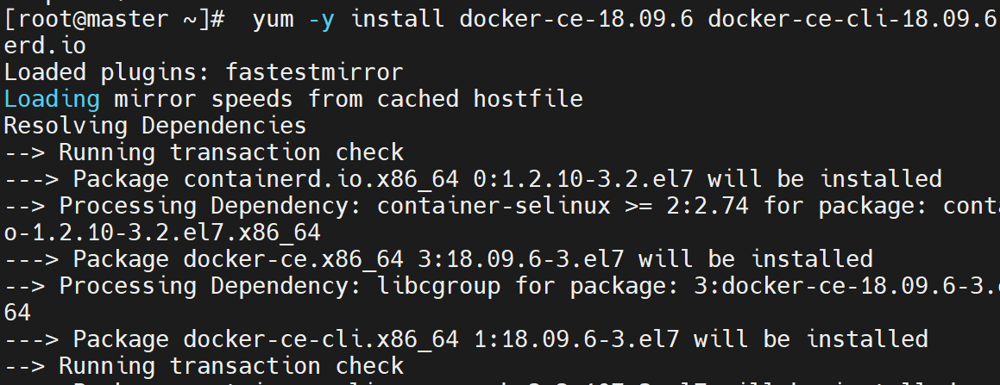 [root@master ~]#  yum -y install docker-ce-18.09.6 docker-ce-cli-18.09.6
erd.io
Loaded plugins: fastestmirror
Loading mirror speeds from cached hostfile
Resolving Dependencies
--> Running transaction check
---> Package containerd.io.x86_64 0:1.2.10-3.2.el7 will be installed
--> Processing Dependency: container-selinux >= 2:2.74 for package: cont
o-1.2.10-3.2.el7.x86_64
---> Package docker-ce.x86_64 3:18.09.6-3.el7 will be installed
--> Processing Dependency: libcgroup for package: 3:docker-ce-18.09.6-3.
64
---> Package docker-ce-cli.x86_64 1:18.09.6-3.el7 will be installed
--> Running transaction check